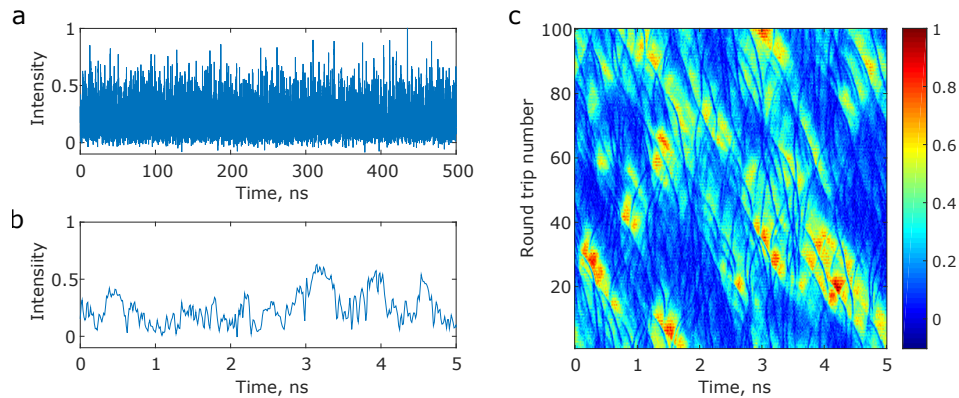 a
1
0.5
0
Intensity
0 100 200 300 400 500
Time, ns
b
1
0.5
0
Intensiity
0 1 2 3 4 5
Time, ns
c
100
80
60
40
20
Round trip number
0 1 2 3 4 5
Time, ns
1
0.8
0.6
0.4
0.2
0